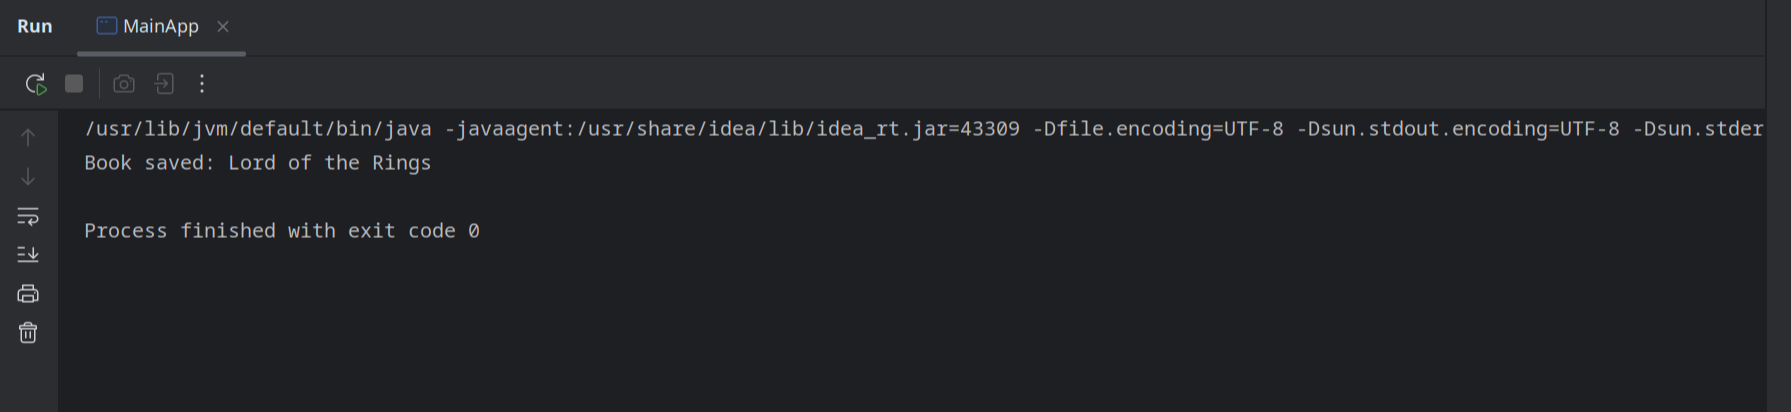 Run MainApp
/usr/lib/jvm/default/bin/java -javaagent:/usr/share/idea/lib/idea_rt.jar=43309 -Dfile.encoding=UTF-8 -Dsun.stdout.encoding=UTF-8 -Dsun.stder
Book saved: Lord of the Rings
Process finished with exit code 0